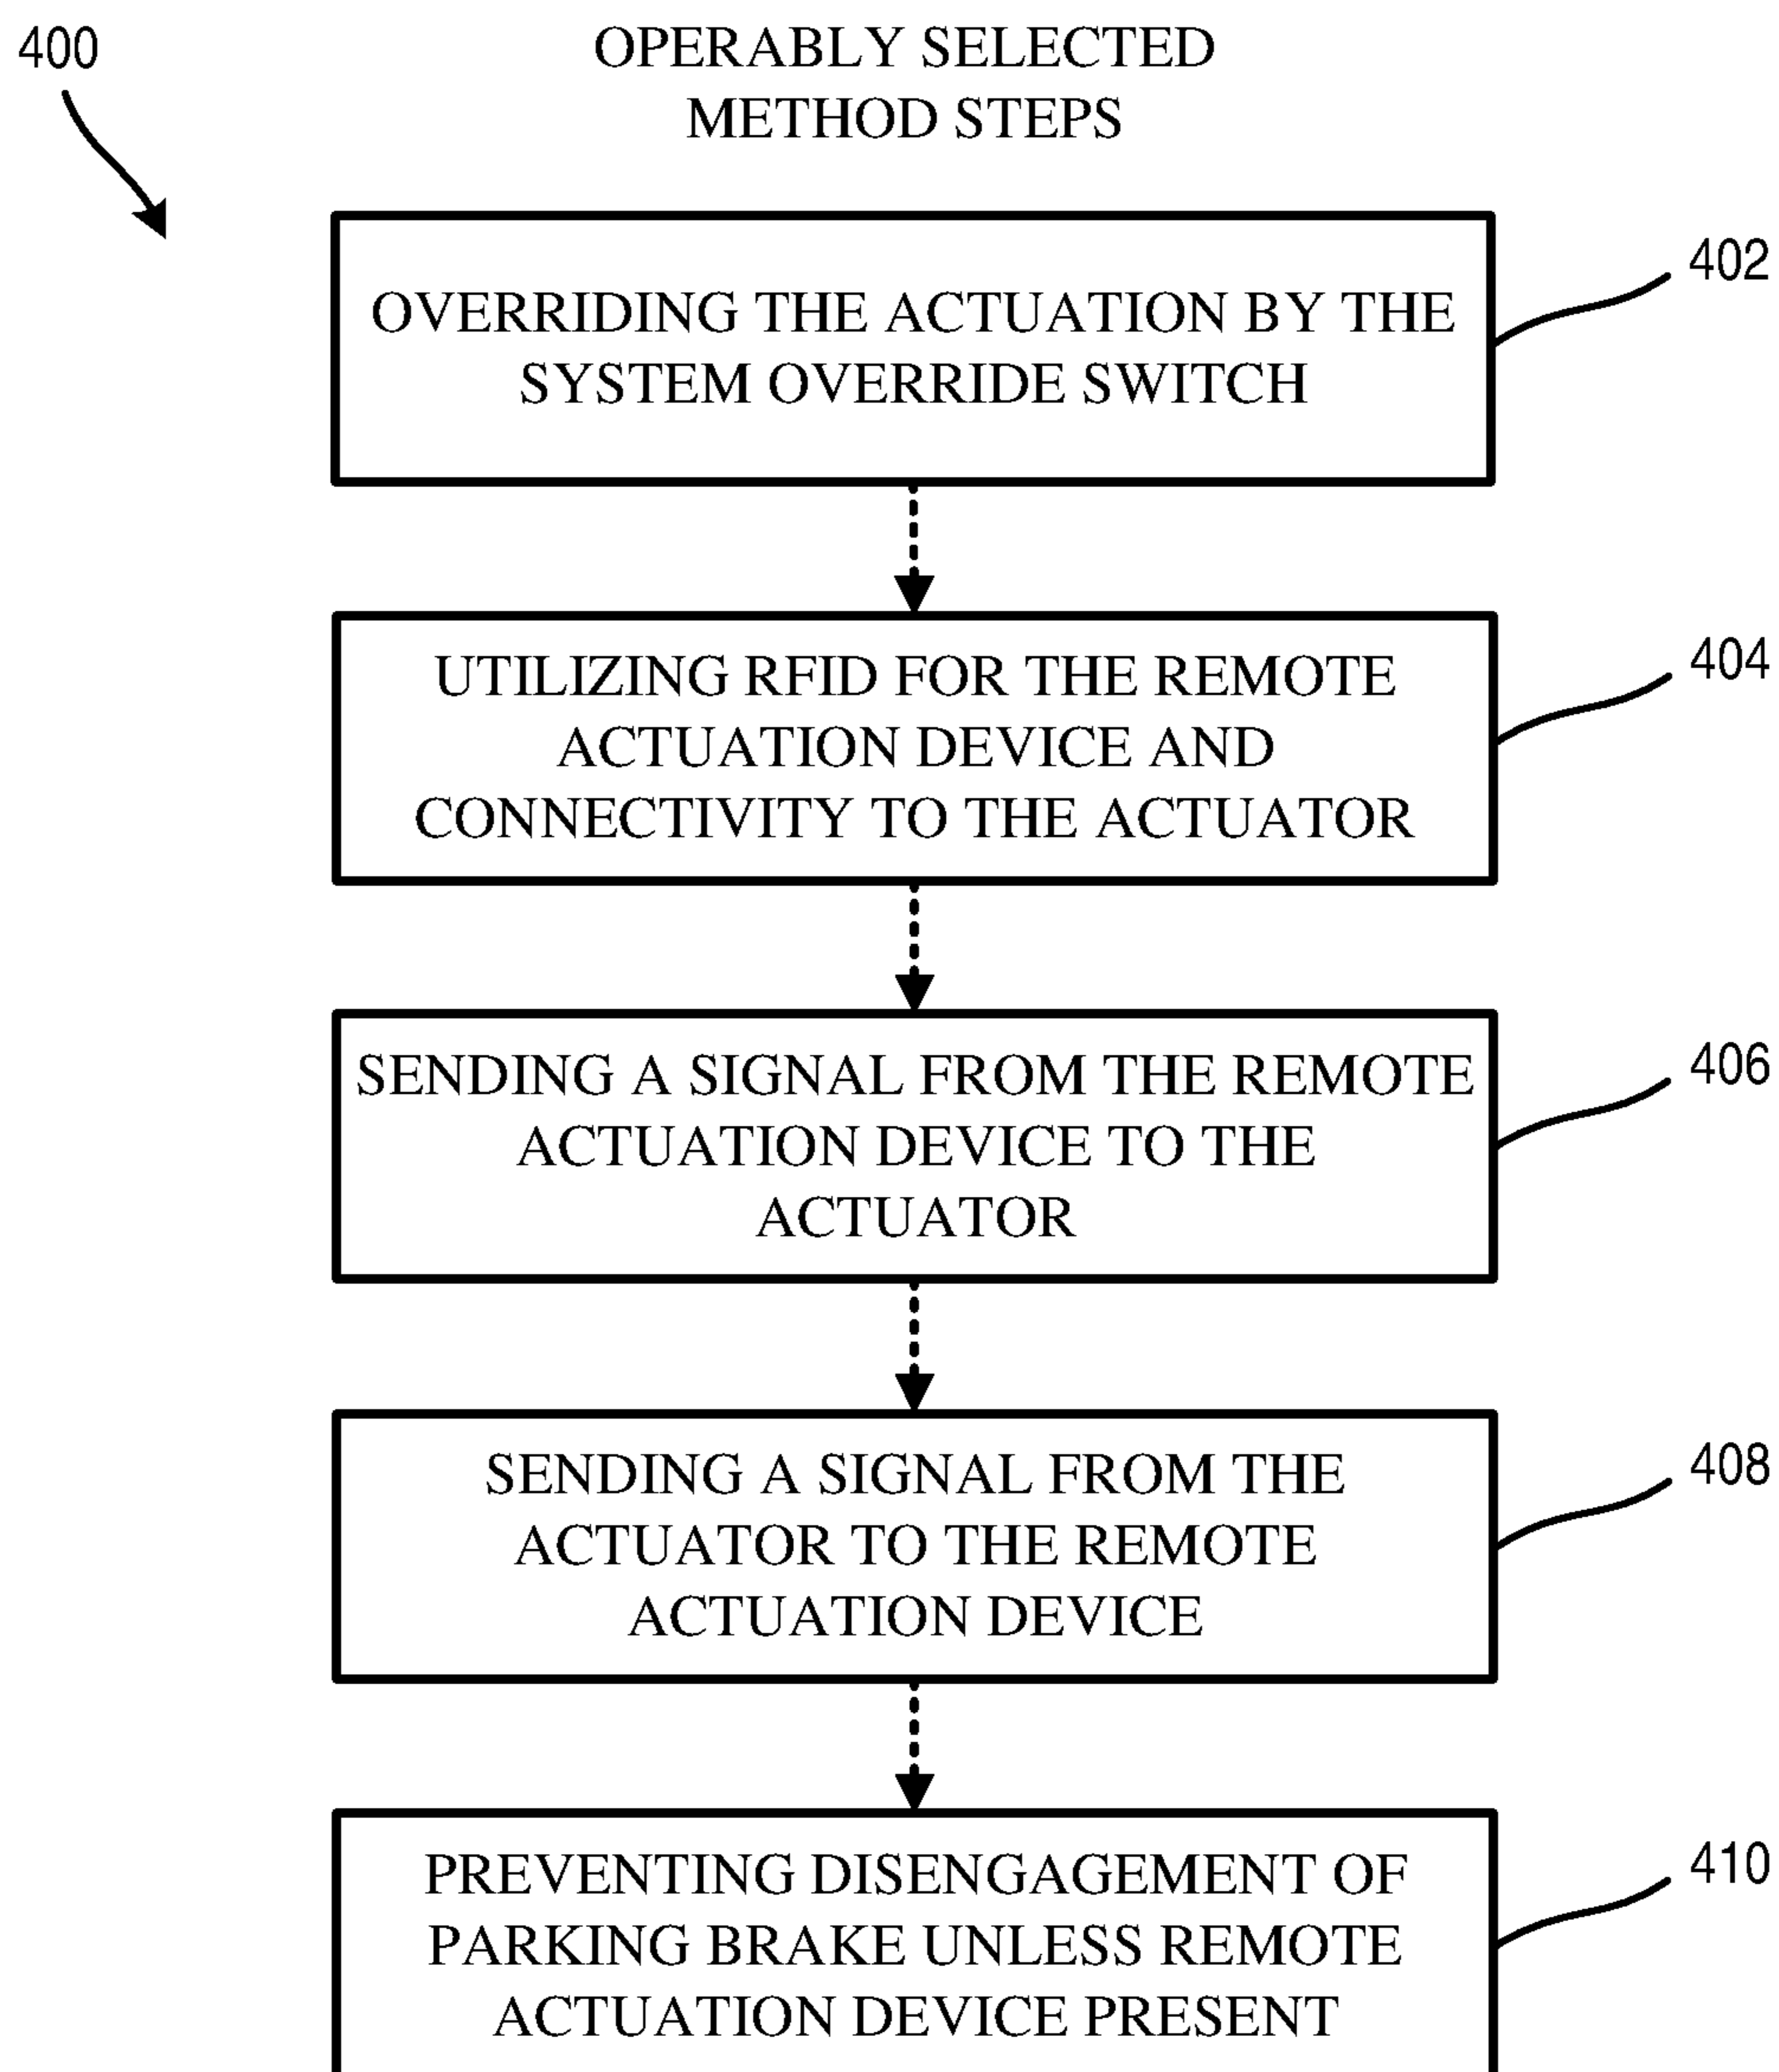 400
OPERABLY SELECTED
METHOD STEPS
OVERRIDING THE ACTUATION BY THE
SYSTEM OVERRIDE SWITCH
402
UTILIZING RFID FOR THE REMOTE
ACTUATION DEVICE AND
CONNECTIVITY TO THE ACTUATOR
404
SENDING A SIGNAL FROM THE REMOTE
ACTUATION DEVICE TO THE
ACTUATOR
406
SENDING A SIGNAL FROM THE
ACTUATOR TO THE REMOTE
ACTUATION DEVICE
408
PREVENTING DISENGAGEMENT OF
PARKING BRAKE UNLESS REMOTE
ACTUATION DEVICE PRESENT
410